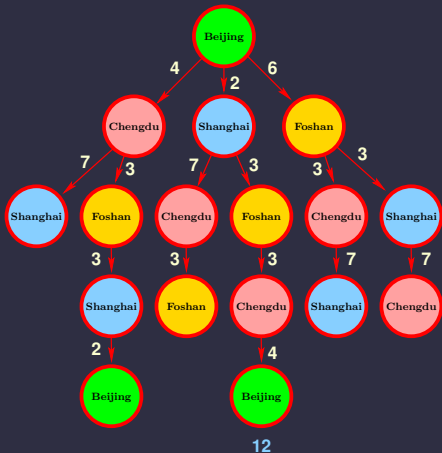 Beijing
4 2 6
Chengdu Shanghai Foshan
7 3 7 3 3 3
Shanghai Foshan Chengdu Foshan Chengdu Shanghai
3 3 3 7 7
Shanghai Foshan Chengdu Shanghai Chengdu
2 4
Beijing Beijing
12